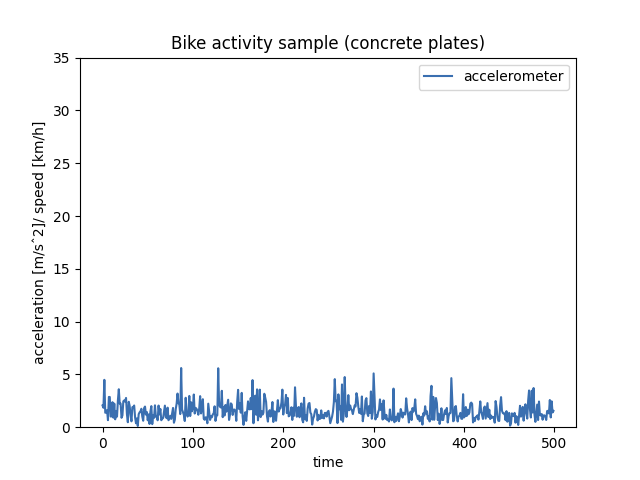 Bike activity sample (concrete plates)
accelerometer
acceleration [m/sˆ2]/ speed [km/h]
35
30
25
20
15
10
5
0
0 100 200 300 400 500
time